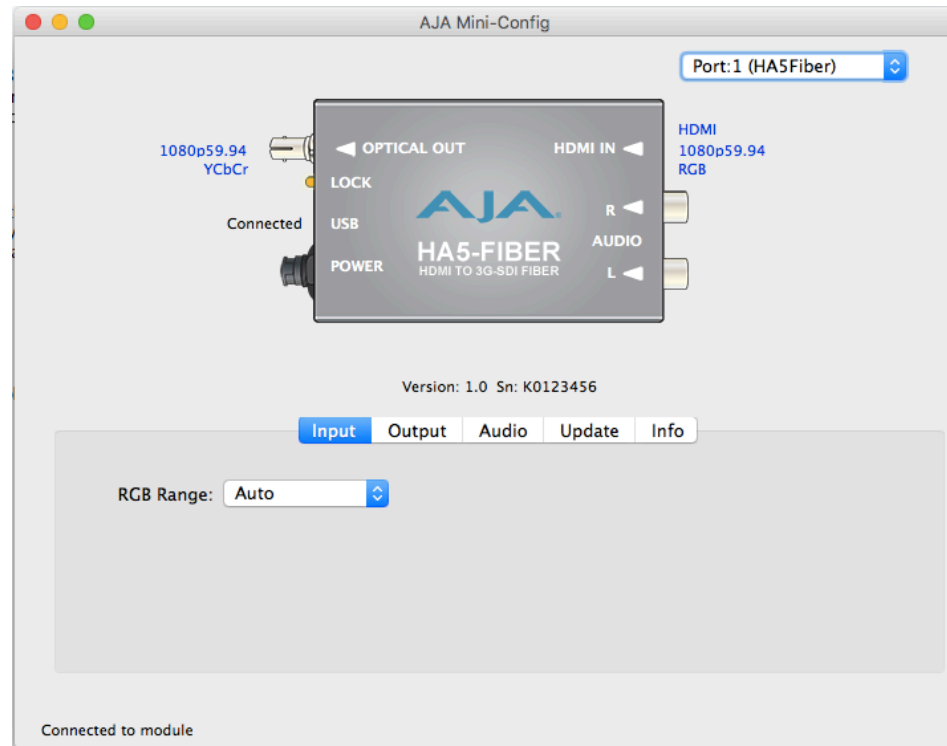 AJA Mini-Config
Port:1 (HA5Fiber)
1080p59.94
YCbCr
Connected
OPTICAL OUT
HDMI IN
LOCK
USB
POWER
AJA
HA5-FIBER
HDMI TO 3G-SDI FIBER
R
AUDIO
L
HDMI
1080p59.94
RGB
Version: 1.0 Sn: K0123456
Input Output Audio Update Info
RGB Range: Auto
Connected to module